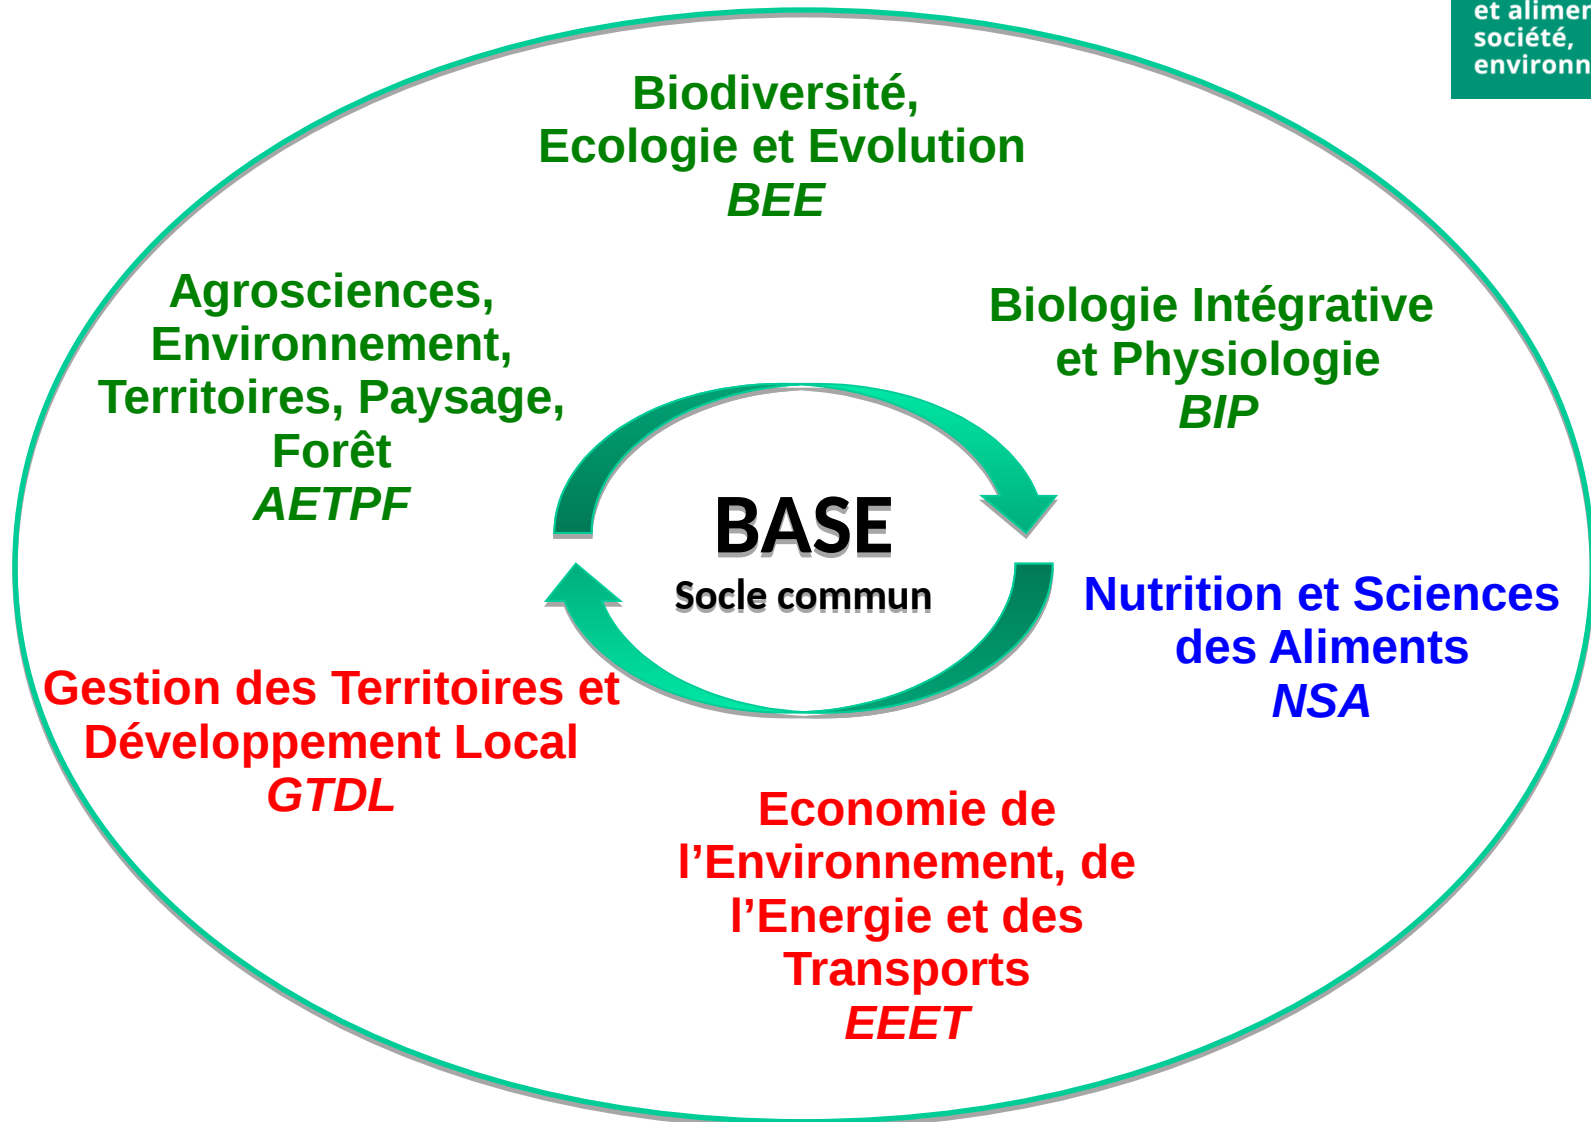 et alimer
société,
environn
Biodiversité,
Ecologie et Evolution
BEE
Agrosciences,
Environnement,
Territoires, Paysage,
Forêt
AETPF
Biologie Intégrative
et Physiologie
BIP
BASE
Socle commun
Nutrition et Sciences
des Aliments
NSA
Gestion des Territoires et
Développement Local
GTDL
Economie de
l’Environnement, de
l’Energie et des
Transports
EEET